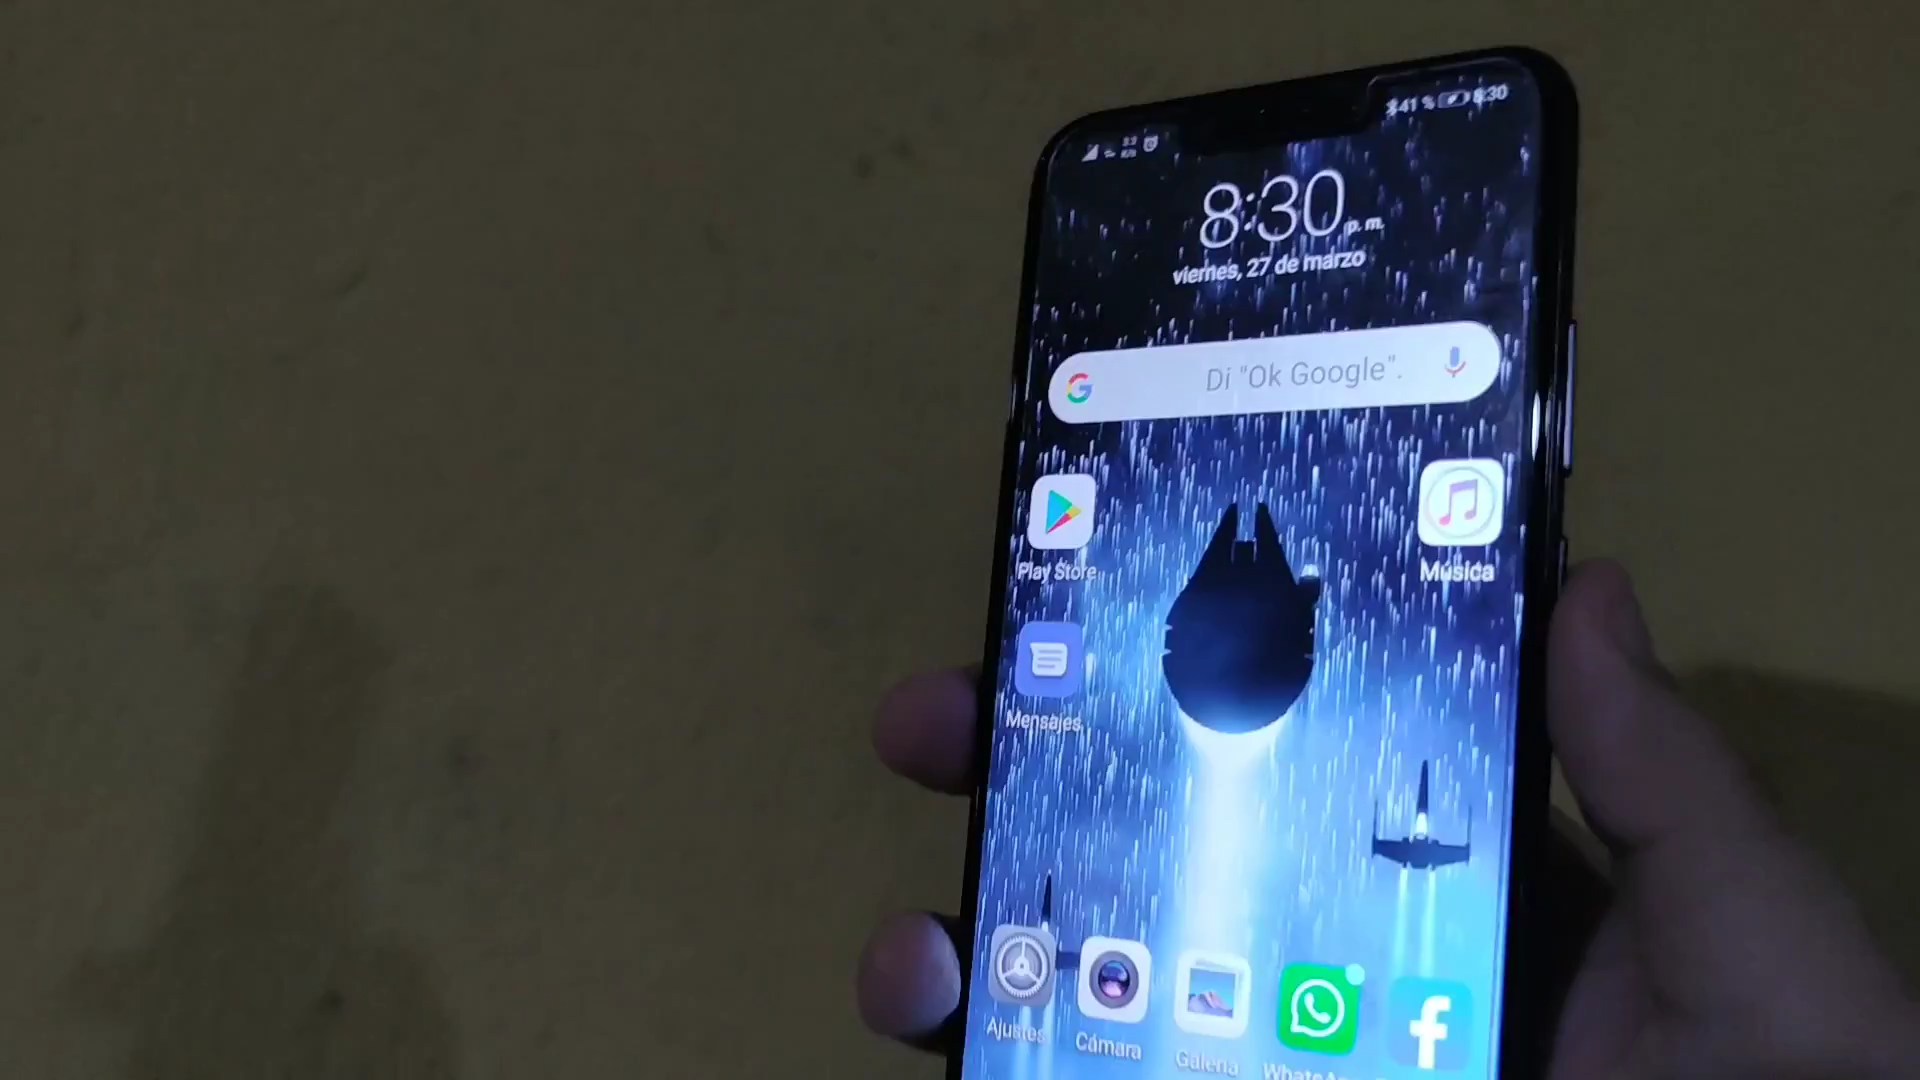 41 % 8:30
8:30 p. m.
viernes, 27 de marzo
Di "Ok Google".
Play Store
Música
Mensajes
Ajustes
Cámara
Galería